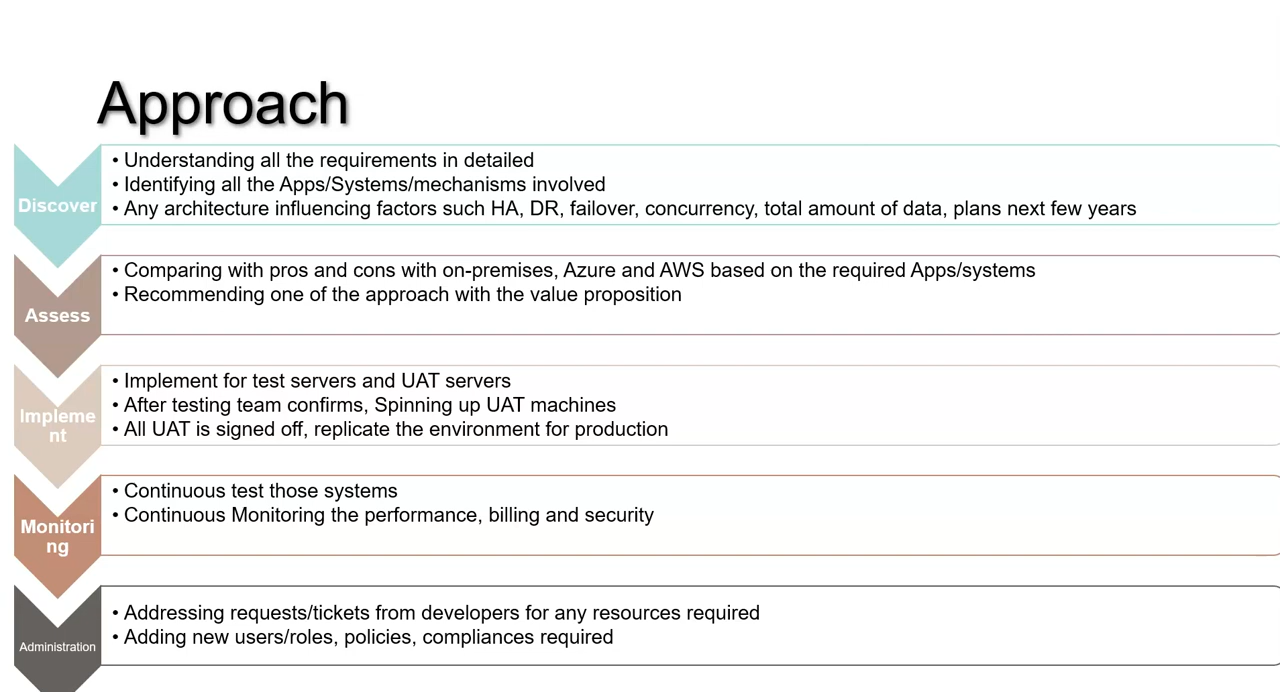 Approach
Discover
• Understanding all the requirements in detailed
• Identifying all the Apps/Systems/mechanisms involved
• Any architecture influencing factors such HA, DR, failover, concurrency, total amount of data, plans next few years
Assess
• Comparing with pros and cons with on-premises, Azure and AWS based on the required Apps/systems
• Recommending one of the approach with the value proposition
Impleme
nt
• Implement for test servers and UAT servers
• After testing team confirms, Spinning up UAT machines
• All UAT is signed off, replicate the environment for production
Monitori
ng
• Continuous test those systems
• Continuous Monitoring the performance, billing and security
Administration
• Addressing requests/tickets from developers for any resources required
• Adding new users/roles, policies, compliances required